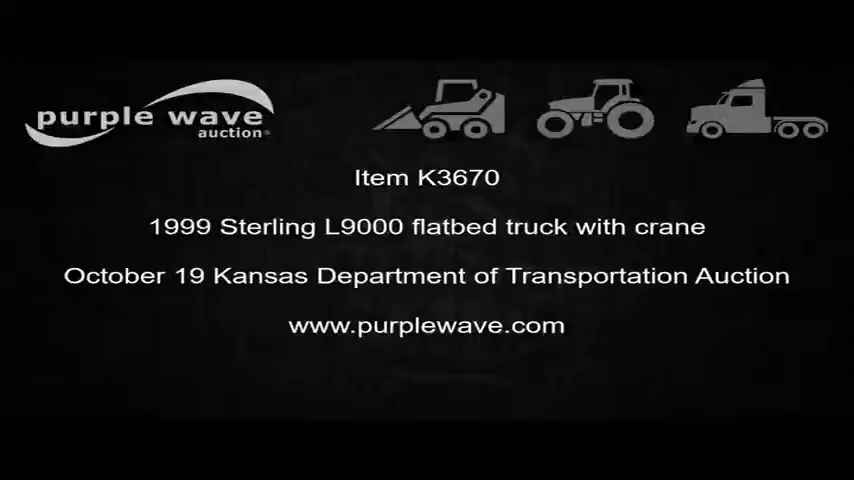 purple wave
auction®
Item K3670
1999 Sterling L9000 flatbed truck with crane
October 19 Kansas Department of Transportation Auction
www.purplewave.com